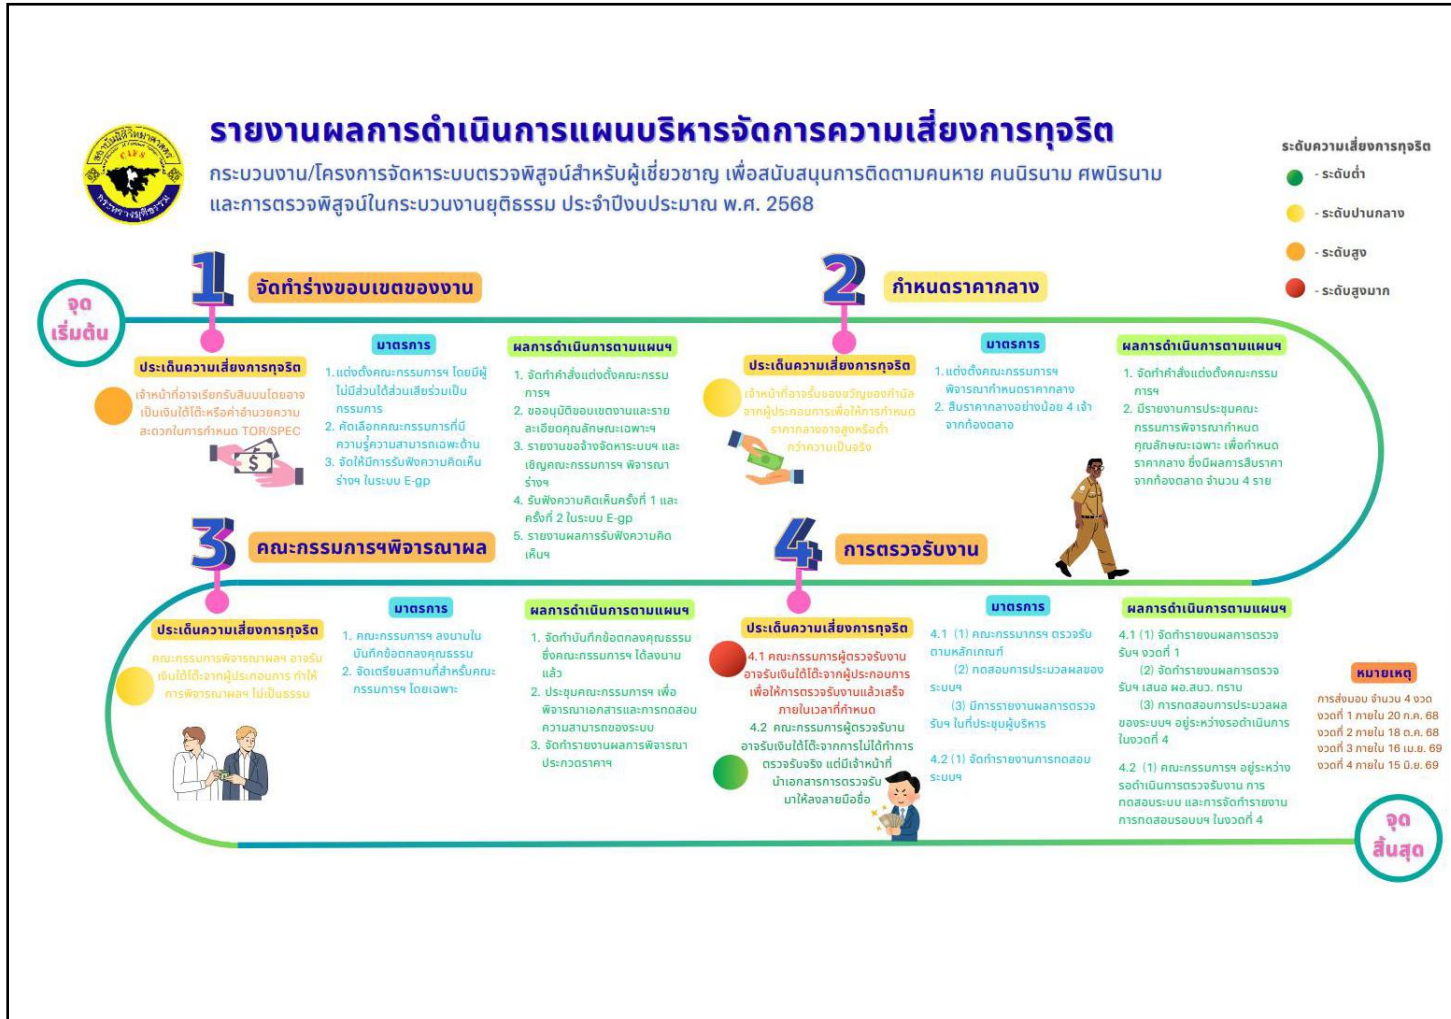 สถาบันนิติวิทยาศาสตร์
CIFS
กระทรวงยุติธรรม
รายงานผลการดำเนินการแผนบริหารจัดการความเสี่ยงการทุจริต
กระบวนงาน/โครงการจัดหาระบบตรวจพิสูจน์สำหรับผู้เชี่ยวชาญ เพื่อสนับสนุนการติดตามคนหาย คนนิรนาม ศพนิรนาม
และการตรวจพิสูจน์ในกระบวนงานยุติธรรม ประจำปีงบประมาณ พ.ศ. 2568
ระดับความเสี่ยงการทุจริต
- ระดับต่ำ
- ระดับปานกลาง
- ระดับสูง
- ระดับสูงมาก
จุด
เริ่มต้น
1
จัดทำร่างขอบเขตของงาน
ประเด็นความเสี่ยงการทุจริต
เจ้าหน้าที่อาจเรียกรับสินบนโดยอาจ
เป็นเงินใต้โต๊ะหรือค่าอำนวยความ
สะดวกในการกำหนด TOR/SPEC
มาตรการ
1.แต่งตั้งคณะกรรมการฯ โดยมีผู้
ไม่มีส่วนได้ส่วนเสียร่วมเป็น
กรรมการ
2. คัดเลือกคณะกรรมการที่มี
ความรู้ความสามารถเฉพาะด้าน
3. จัดให้มีการรับฟังความคิดเห็น
ร่างฯ ในระบบ E-gp
ผลการดำเนินการตามแผนฯ
1. จัดทำคำสั่งแต่งตั้งคณะกรรม
การฯ
2. ขออนุมัติขอบเขตงานและราย
ละเอียดคุณลักษณะเฉพาะฯ
3. รายงานขอจ้างจัดหาระบบฯ และ
เชิญคณะกรรมการฯ พิจารณา
ร่างฯ
4. รับฟังความคิดเห็นครั้งที่ 1 และ
ครั้งที่ 2 ในระบบ E-gp
5. รายงานผลการรับฟังความคิด
เห็นฯ
2
กำหนดราคากลาง
ประเด็นความเสี่ยงการทุจริต
เจ้าหน้าที่อาจรับของขวัญของกำนัล
จากผู้ประกอบการเพื่อให้การกำหนด
ราคากลางอาจสูงหรือต่ำ
กว่าความเป็นจริง
มาตรการ
1.แต่งตั้งคณะกรรมการฯ
พิจารณากำหนดราคากลาง
2. สืบราคากลางอย่างน้อย 4 เจ้า
จากท้องตลาอ
ผลการดำเนินการตามแผนฯ
1. จัดทำคำสั่งแต่งตั้งคณะกรรม
การฯ
2. มีรายงานการประชุมคณะ
กรรมการพิจารณากำหนด
คุณลักษณะเฉพาะ เพื่อกำหนด
ราคากลาง ซึ่งมีผลการสืบราคา
จากท้องตลาด จำนวน 4 ราย
3
คณะกรรมการฯพิจารณาผล
ประเด็นความเสี่ยงการทุจริต
คณะกรรมการพิจารณาผลฯ อาจรับ
เงินใต้โต๊ะจากผู้ประกอบการ ทำให้
การพิจารณาผลฯ ไม่เป็นธรรม
มาตรการ
1. คณะกรรมการฯ ลงนามใน
บันทึกข้อตกลงคุณธรรม
2. จัดเตรียมสถานที่สำหรับคณะ
กรรมการฯ โดยเฉพาะ
ผลการดำเนินการตามแผนฯ
1. จัดทำบันทึกข้อตกลงคุณธรรม
ซึ่งคณะกรรมการฯ ได้ลงนาม
แล้ว
2. ประชุมคณะกรรมการฯ เพื่อ
พิจารณาเอกสารและการทดสอบ
ความสามารถของระบบ
3. จัดทำรายงานผลการพิจารณา
ประกวดราคาฯ
4
การตรวจรับงาน
ประเด็นความเสี่ยงการทุจริต
4.1 คณะกรรมการผู้ตรวจรับงาน
อาจรับเงินใต้โต๊ะจากผู้ประกอบการ
เพื่อให้การตรวจรับงานแล้วเสร็จ
ภายในเวลาที่กำหนด
4.2 คณะกรรมการผู้ตรวจรับงาน
อาจรับเงินใต้โต๊ะจากการไม่ได้ทำการ
ตรวจรับจริง แต่มีเจ้าหน้าที่
นำเอกสารการตรวจรับ
มาให้ลงลายมือชื่อ
มาตรการ
4.1 (1) คณะกรรมากรฯ ตรวจรับ
ตามหลักเกณฑ์
(2) ทดสอบการประมวลผลของ
ระบบฯ
(3) มีการรายงานผลการตรวจ
รับฯ ในที่ประชุมผู้บริหาร
4.2 (1) จัดทำรายงานการทดสอบ
ระบบฯ
ผลการดำเนินการตามแผนฯ
4.1 (1) จัดทำรายงนผลการตรวจ
รับฯ งวดที่ 1
(2) จัดทำรายงนผลการตรวจ
รับฯ เสนอ ผอ.สนว. ทราบ
(3) การทดสอบการประมวลผล
ของระบบฯ อยู่ระหว่างรอดำเนินการ
ในงวดที่ 4
4.2 (1) คณะกรรมการฯ อยู่ระหว่าง
รอดำเนินการตรวจรับงาน การ
ทดสอบระบบ และการจัดทำรายงาน
การทดสอบรอบบฯ ในงวดที่ 4
หมายเหตุ
การส่งมอบ จำนวน 4 งวด
งวดที่ 1 ภายใน 20 ก.ค. 68
งวดที่ 2 ภายใน 18 ต.ค. 68
งวดที่ 3 ภายใน 16 เม.ย. 69
งวดที่ 4 ภายใน 15 มิ.ย. 69
จุด
สิ้นสุด